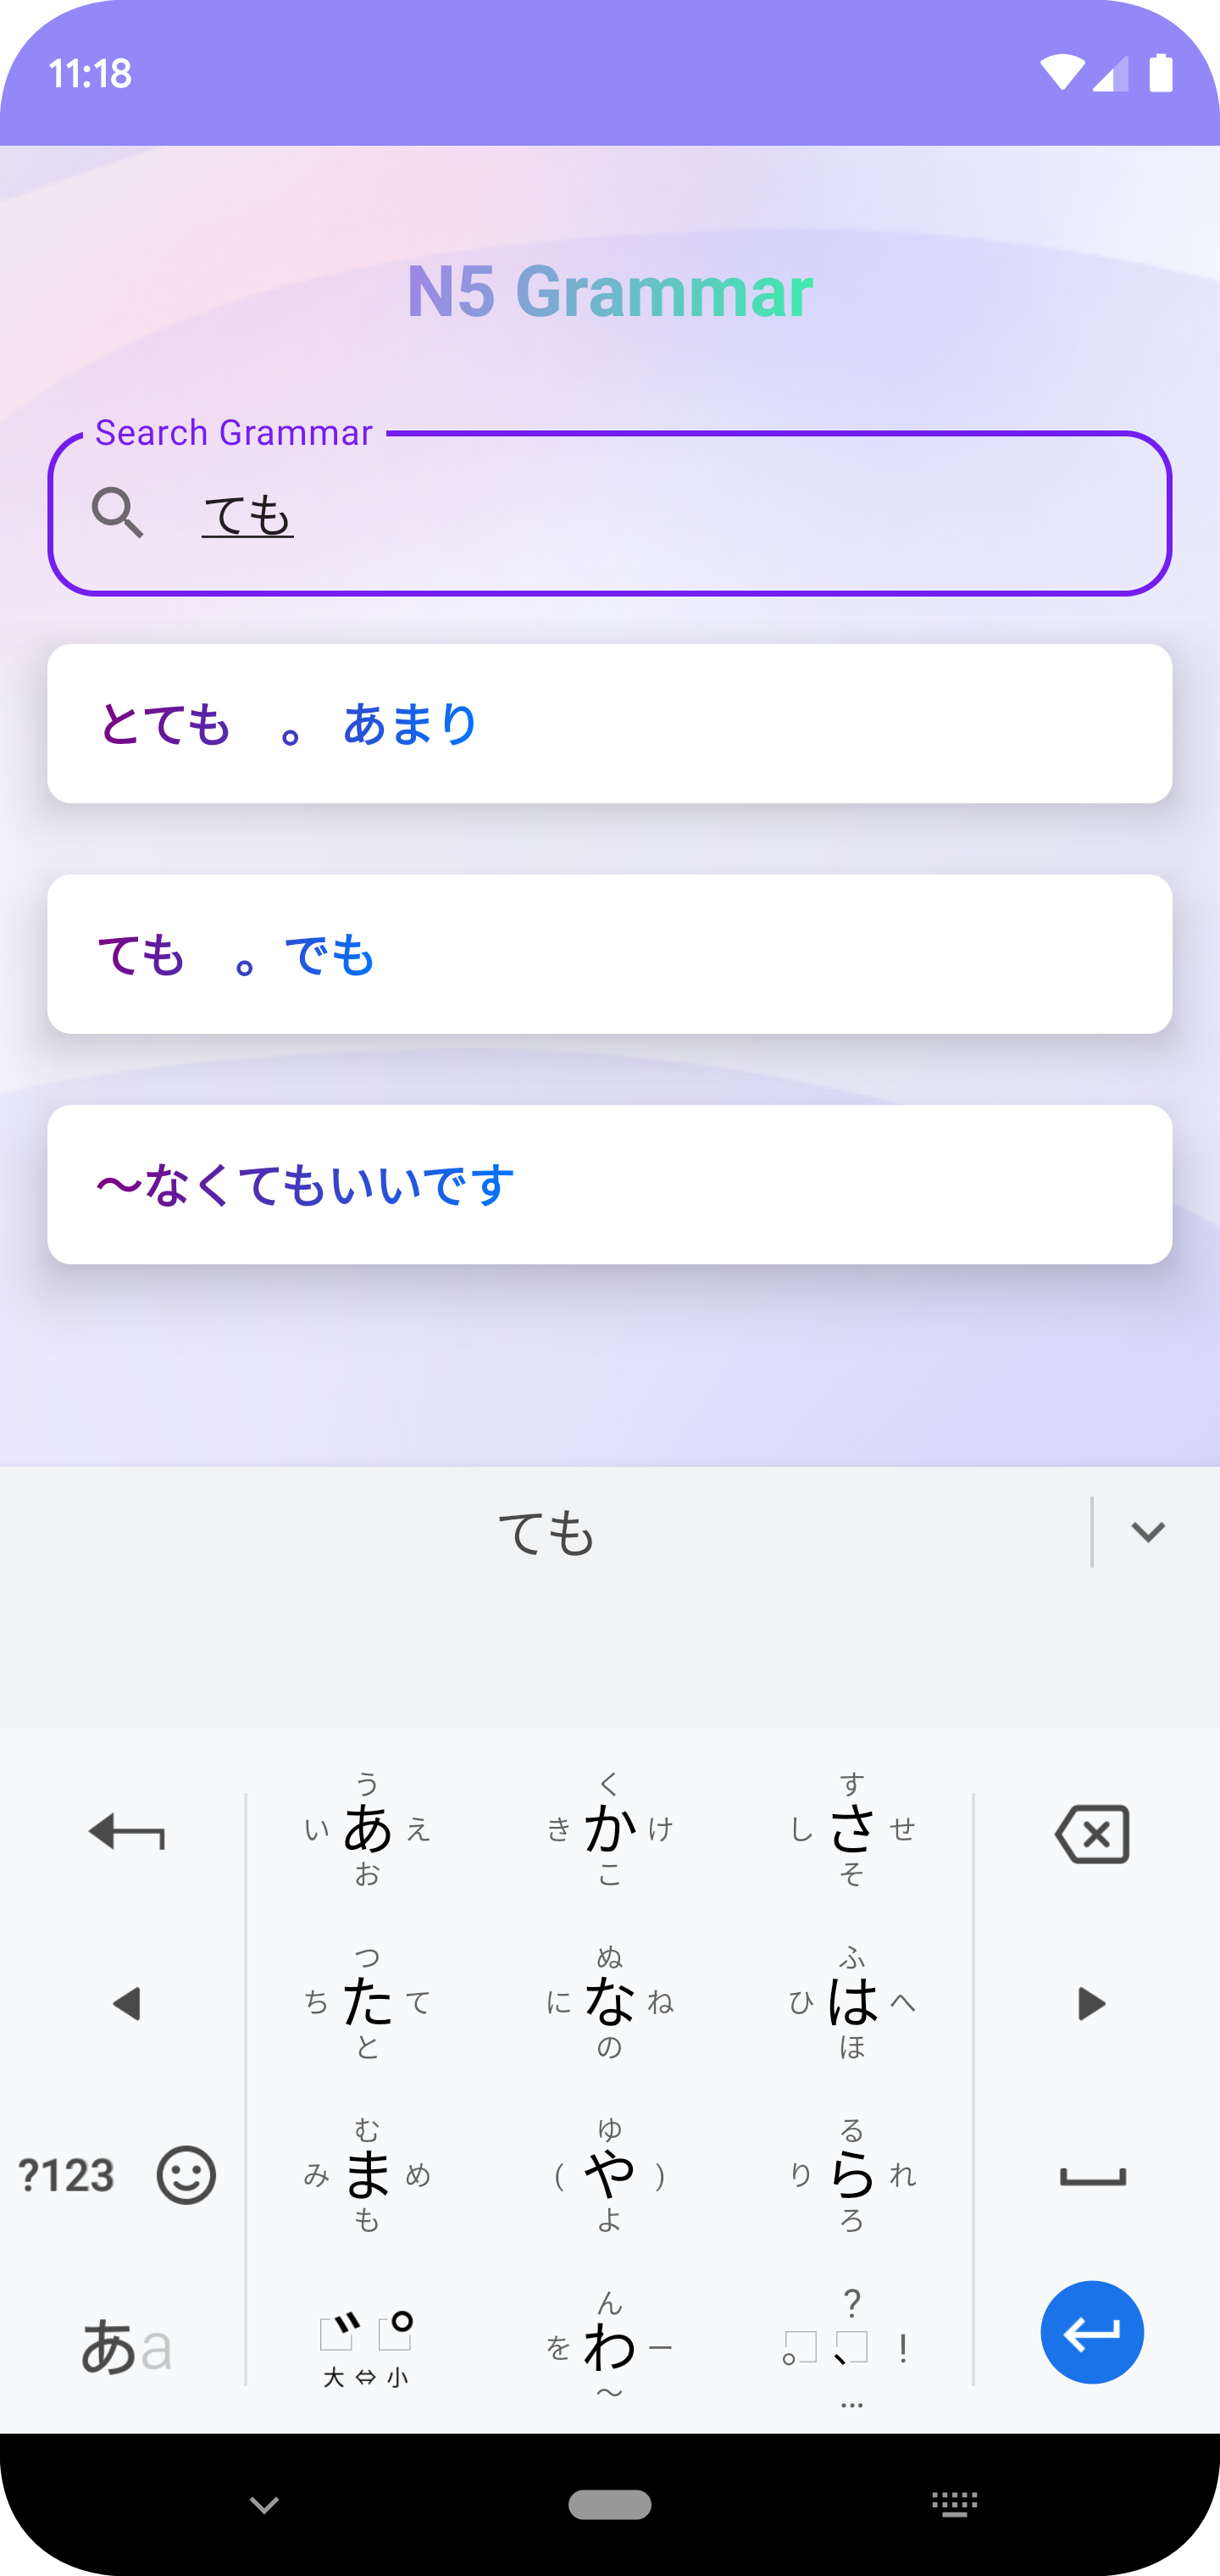 11:18
N5 Grammar
Search Grammar
ても
とても　。 あまり
ても　。でも
〜なくてもいいです
ても
う く す
い あ え き か け し さ せ
お こ そ
つ ぬ ふ
ち た て に な ね ひ は へ
と の ほ
む ゆ る
?123 み ま め ( や ) り ら れ
も よ ろ
ん ?
あa ゛ ゜ を わ ー 。 、 !
大 ⇔ 小 〜 …